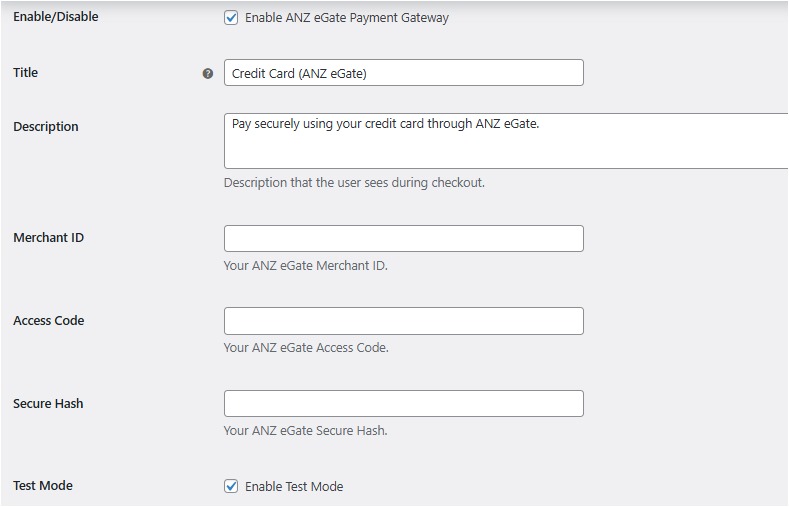 Enable/Disable Enable ANZ eGate Payment Gateway
Title ? Credit Card (ANZ eGate)
Description Pay securely using your credit card through ANZ eGate.
Description that the user sees during checkout.
Merchant ID
Your ANZ eGate Merchant ID.
Access Code
Your ANZ eGate Access Code.
Secure Hash
Your ANZ eGate Secure Hash.
Test Mode Enable Test Mode